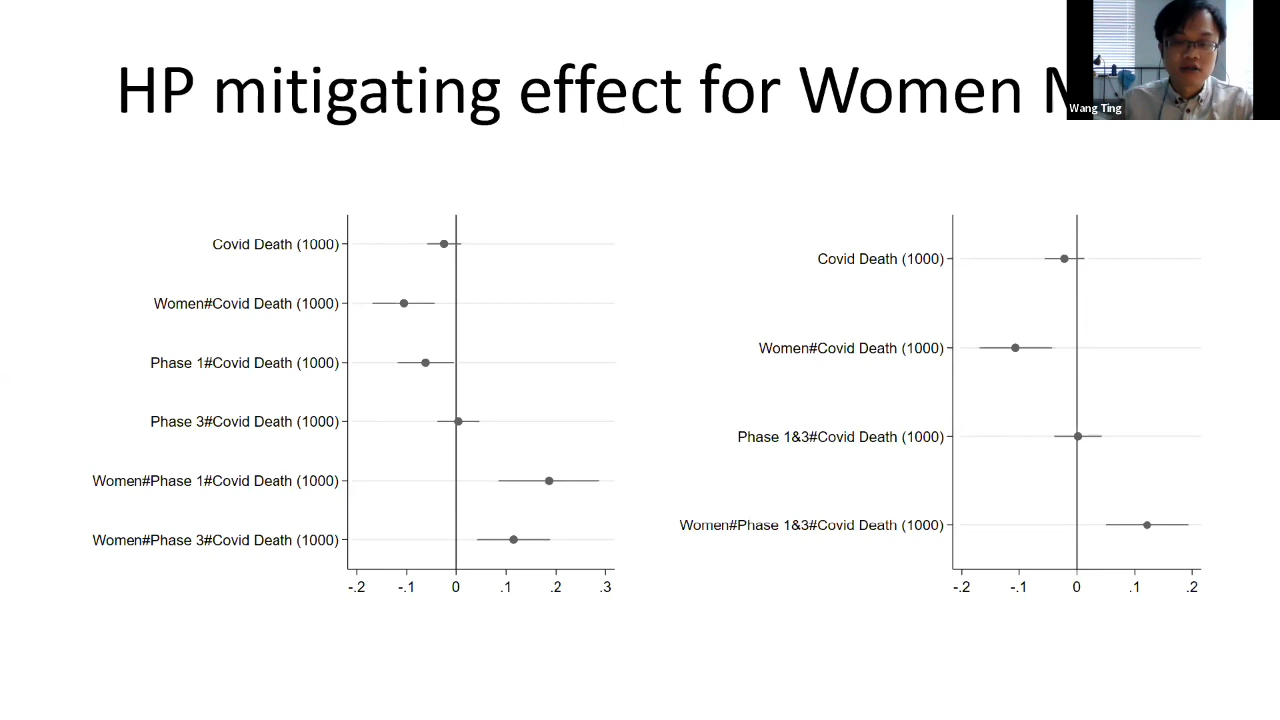 HP mitigating effect for Women
Wang Ting
Covid Death (1000)
Women#Covid Death (1000)
Phase 1#Covid Death (1000)
Phase 3#Covid Death (1000)
Women#Phase 1#Covid Death (1000)
Women#Phase 3#Covid Death (1000)
-.2 -.1 0 .1 .2 .3
Covid Death (1000)
Women#Covid Death (1000)
Phase 1&3#Covid Death (1000)
Women#Phase 1&3#Covid Death (1000)
-.2 -.1 0 .1 .2